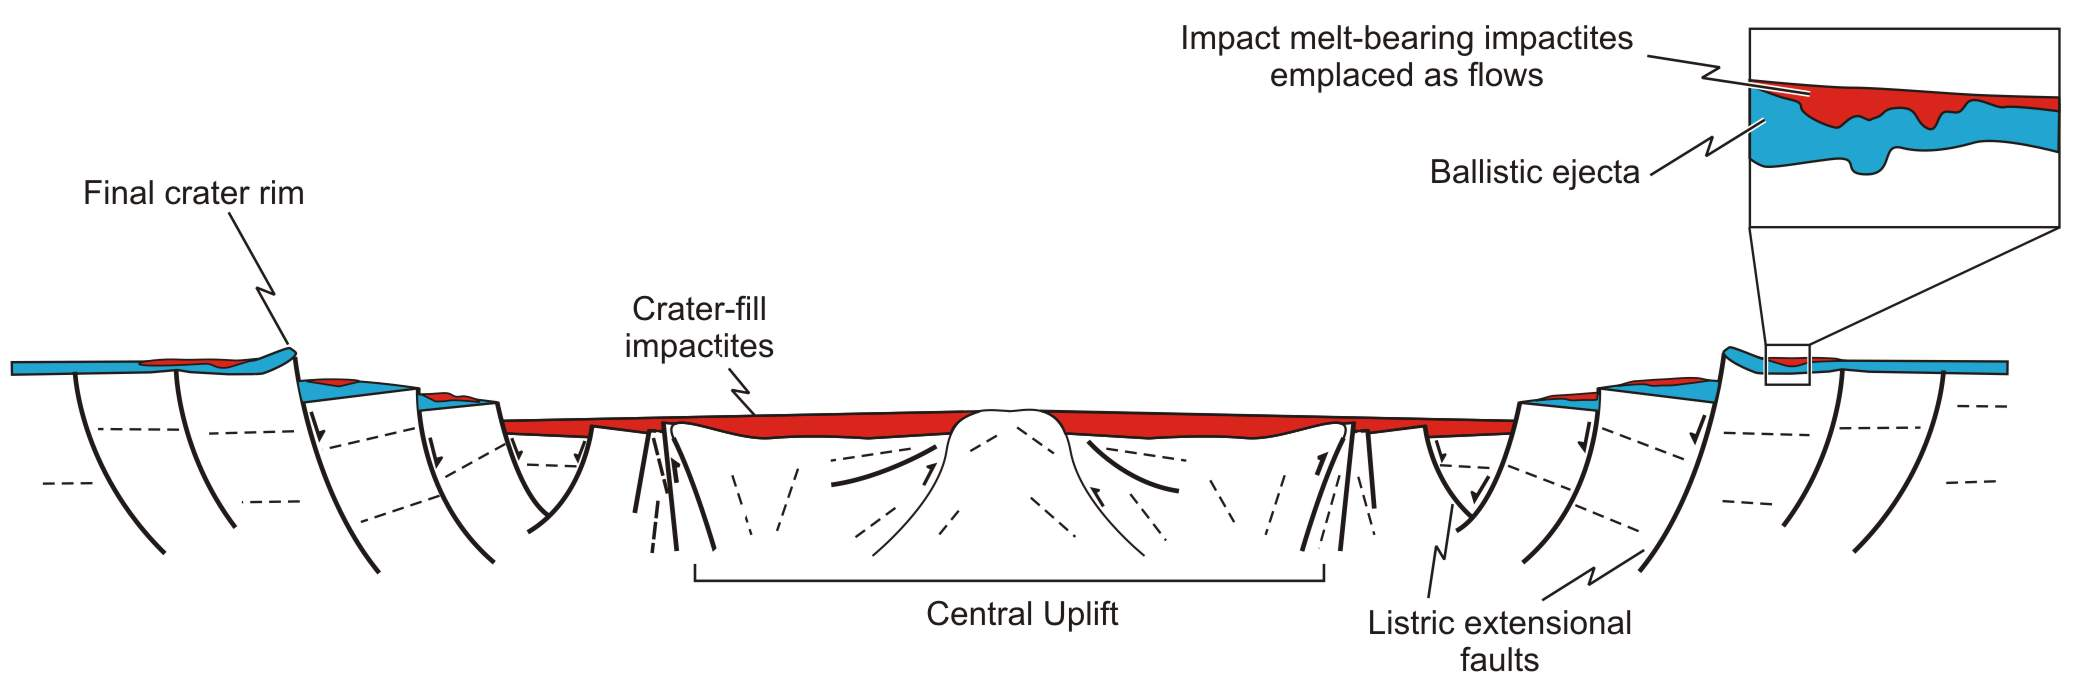 Impact melt-bearing impactites
emplaced as flows
Ballistic ejecta
Final crater rim
Crater-fill
impactites
Central Uplift
Listric extensional
faults